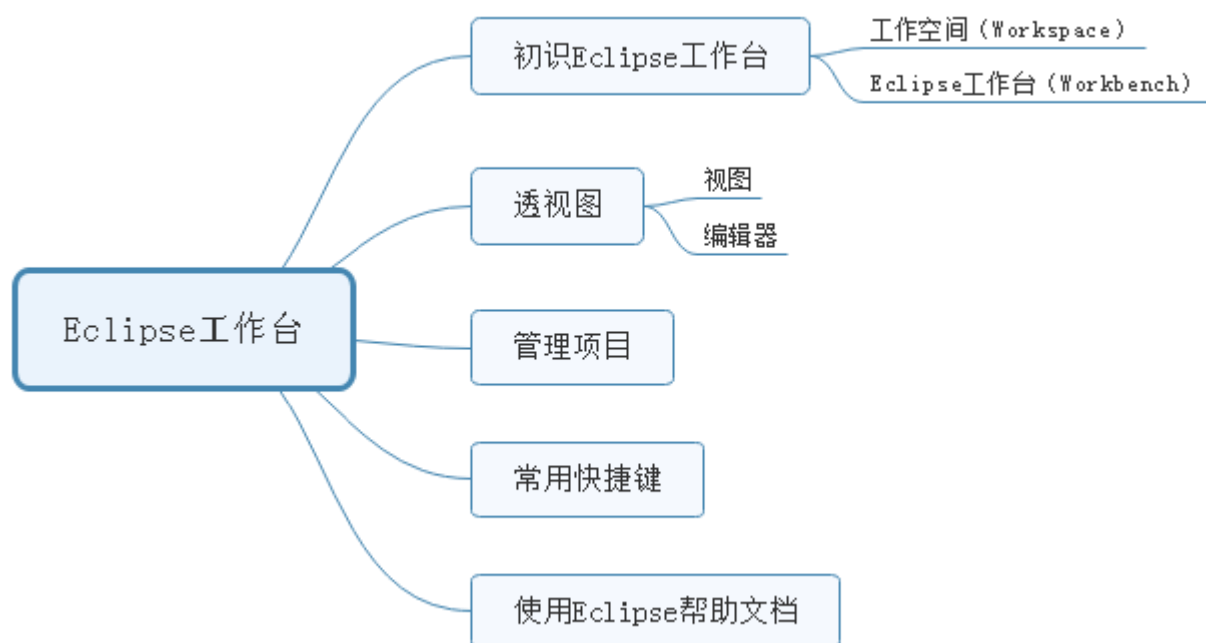 初识Eclipse工作台
工作空间（Workspace）
Eclipse工作台（Workbench）
透视图
视图
编辑器
Eclipse工作台
管理项目
常用快捷键
使用Eclipse帮助文档